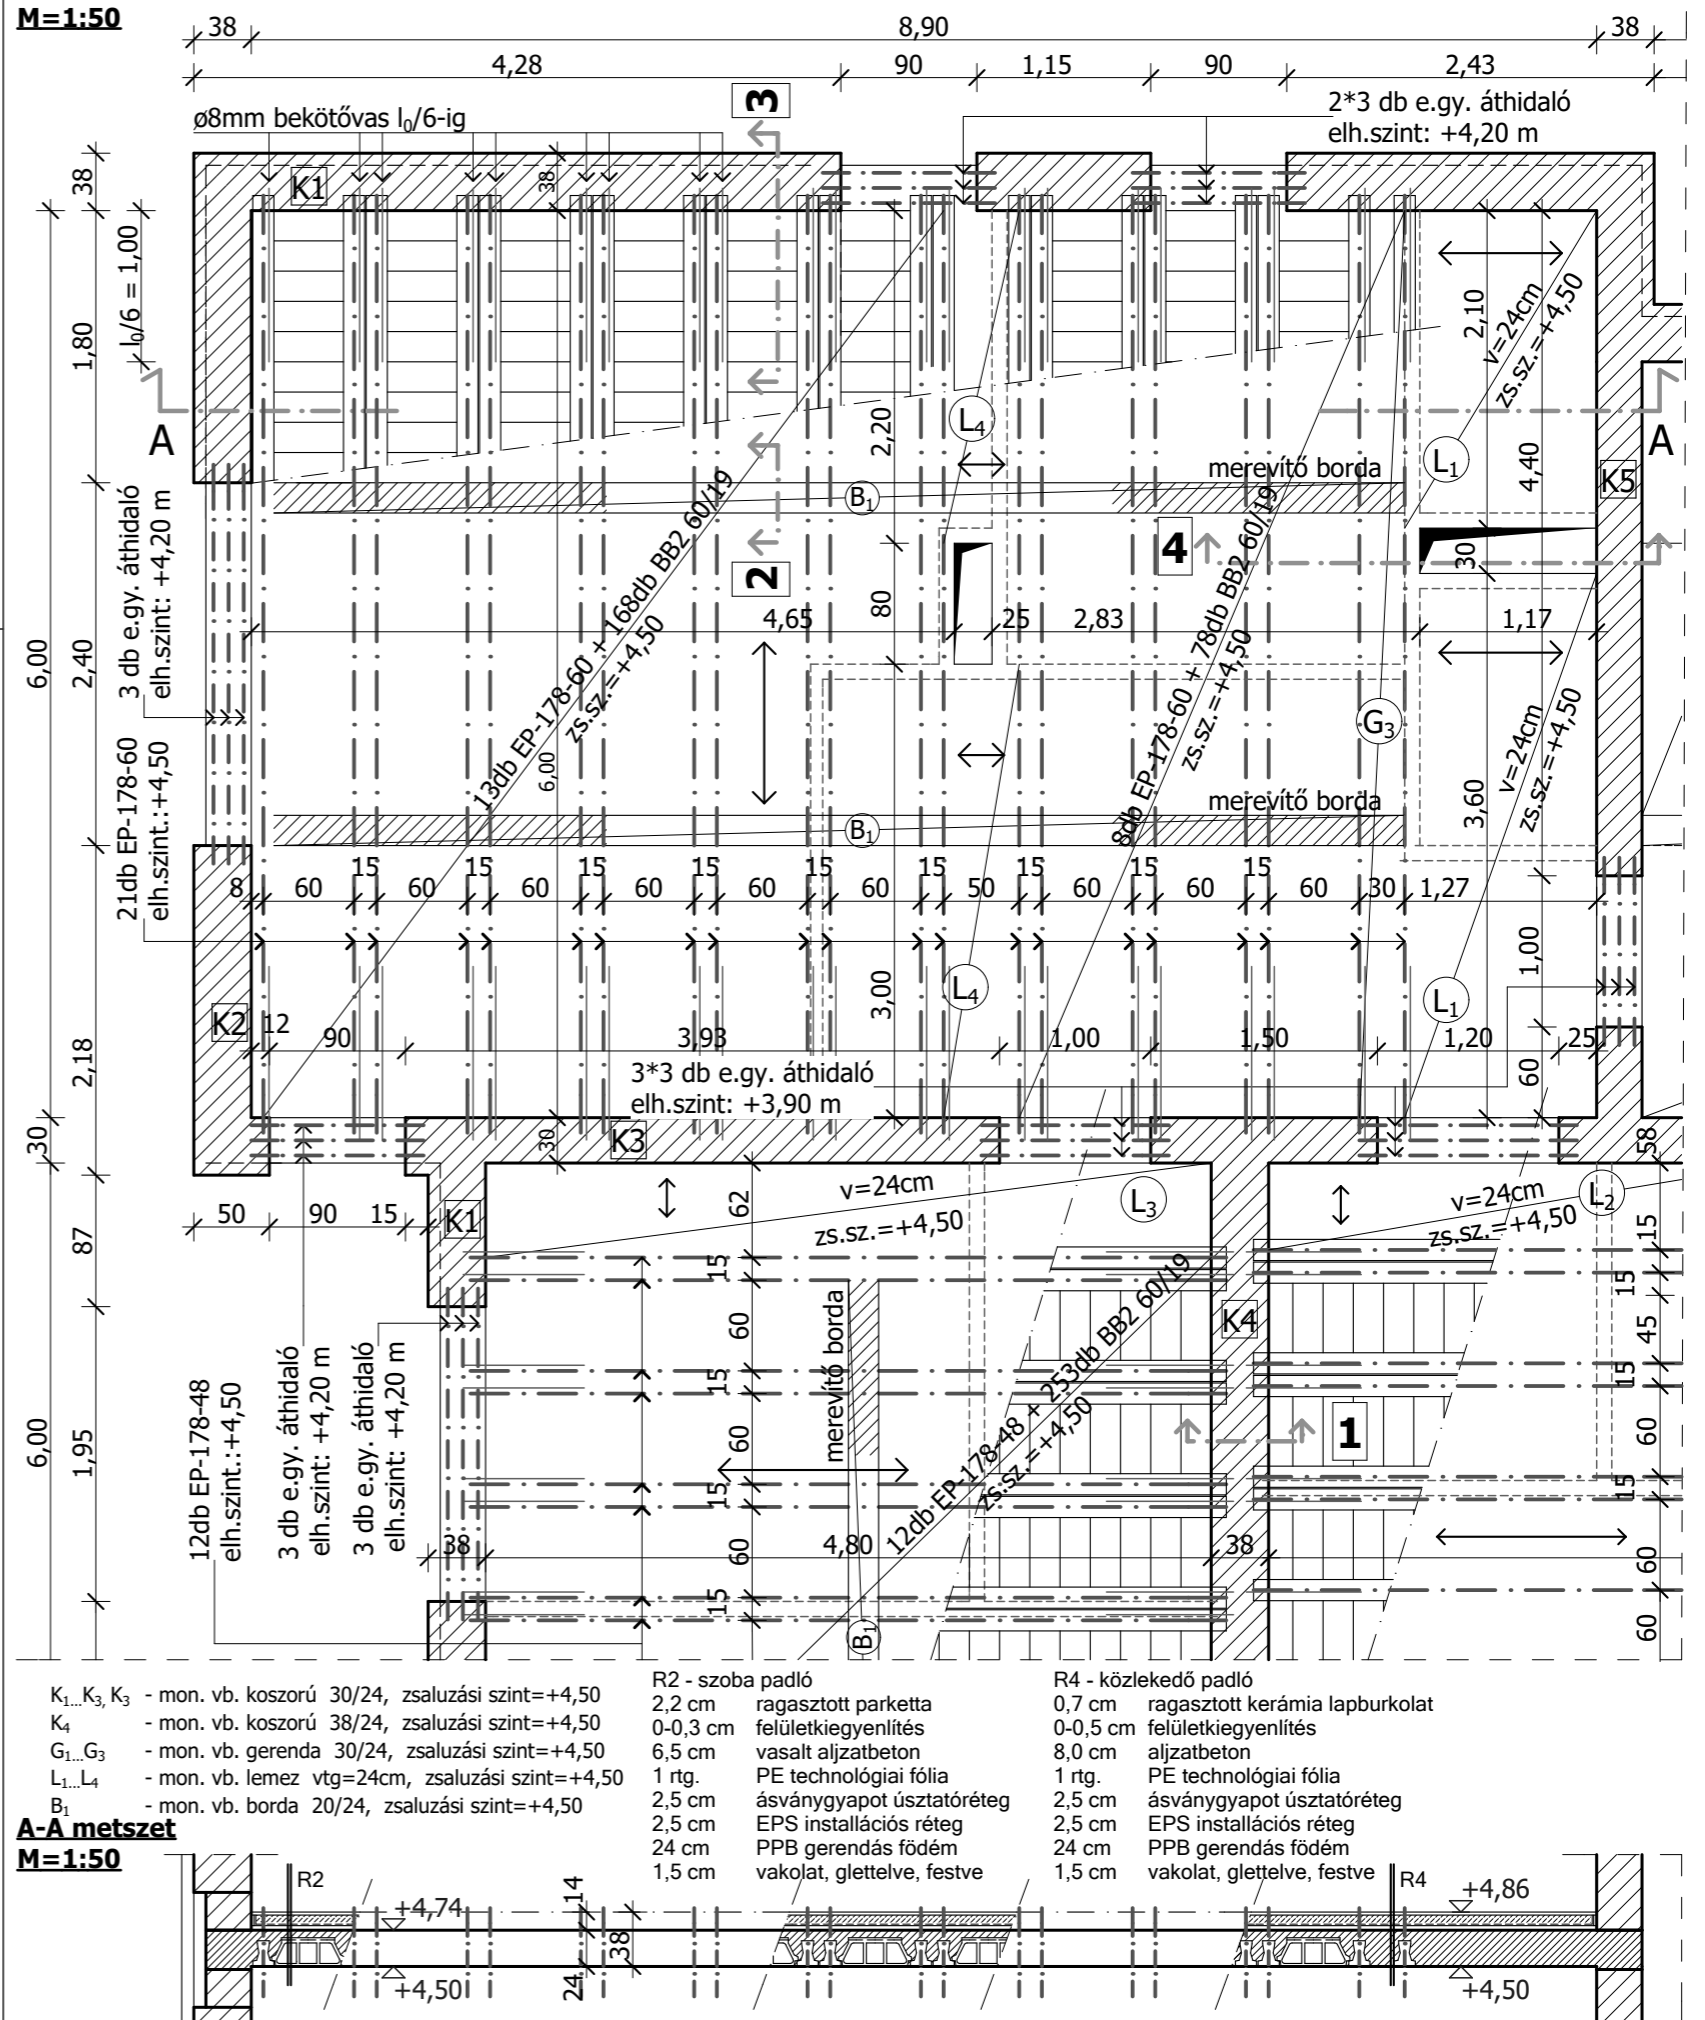 M=1:50
38
8,90
38
4,28
90
1,15
90
2,43
ø8mm bekötővas l₀/6-ig
3
2*3 db e.gy. áthidaló
elh.szint: +4,20 m
38
K1
38
l₀/6 = 1,00
1,80
2,10
v=24cm
zs.sz.=+4,50
A
2,20
L₄
A
merevítő borda
L₁
4,40
K5
B₁
3 db e.gy. áthidaló
elh.szint: +4,20 m
2
4
30
13db EP-178-60 + 168db BB2 60/19
zs.sz.=+4,50
8db EP-178-60 + 78db BB2 60/19
zs.sz.=+4,50
6,00
2,40
4,65
80
25
2,83
1,17
G₃
6,00
v=24cm
zs.sz.=+4,50
3,60
21db EP-178-60
elh.szint.:+4,50
merevítő borda
B₁
15
15
15
15
15
15
15
15
15
8
60
60
60
60
60
60
50
60
60
60
30
1,27
3,00
L₄
L₁
1,00
K2
12
90
3,93
1,00
1,50
1,20
25
2,18
3*3 db e.gy. áthidaló
elh.szint: +3,90 m
60
30
30
K3
58
50
90
15
K1
62
v=24cm
zs.sz.=+4,50
L₃
v=24cm
zs.sz.=+4,50
L₂
87
15
15
15
60
merevítő borda
K4
45
15
15
12db EP-178-48 + 253db BB2 60/19
zs.sz.=+4,50
6,00
1,95
12db EP-178-48
elh.szint.:+4,50
3 db e.gy. áthidaló
elh.szint: +4,20 m
3 db e.gy. áthidaló
elh.szint: +4,20 m
60
1
60
15
15
38
4,80
38
60
60
15
B₁
60
K₁...K₃, K₃ - mon. vb. koszorú 30/24, zsaluzási szint=+4,50
K₄ - mon. vb. koszorú 38/24, zsaluzási szint=+4,50
G₁...G₃ - mon. vb. gerenda 30/24, zsaluzási szint=+4,50
L₁...L₄ - mon. vb. lemez vtg=24cm, zsaluzási szint=+4,50
B₁ - mon. vb. borda 20/24, zsaluzási szint=+4,50
R2 - szoba padló
2,2 cm ragasztott parketta
0-0,3 cm felületkiegyenlítés
6,5 cm vasalt aljzatbeton
1 rtg. PE technológiai fólia
2,5 cm ásványgyapot úsztatóréteg
2,5 cm EPS installációs réteg
24 cm PPB gerendás födém
1,5 cm vakolat, glettelve, festve
R4 - közlekedő padló
0,7 cm ragasztott kerámia lapburkolat
0-0,5 cm felületkiegyenlítés
8,0 cm aljzatbeton
1 rtg. PE technológiai fólia
2,5 cm ásványgyapot úsztatóréteg
2,5 cm EPS installációs réteg
24 cm PPB gerendás födém
1,5 cm vakolat, glettelve, festve
A-A metszet
M=1:50
R2
+4,74
14
38
24
+4,50
R4
+4,86
+4,50